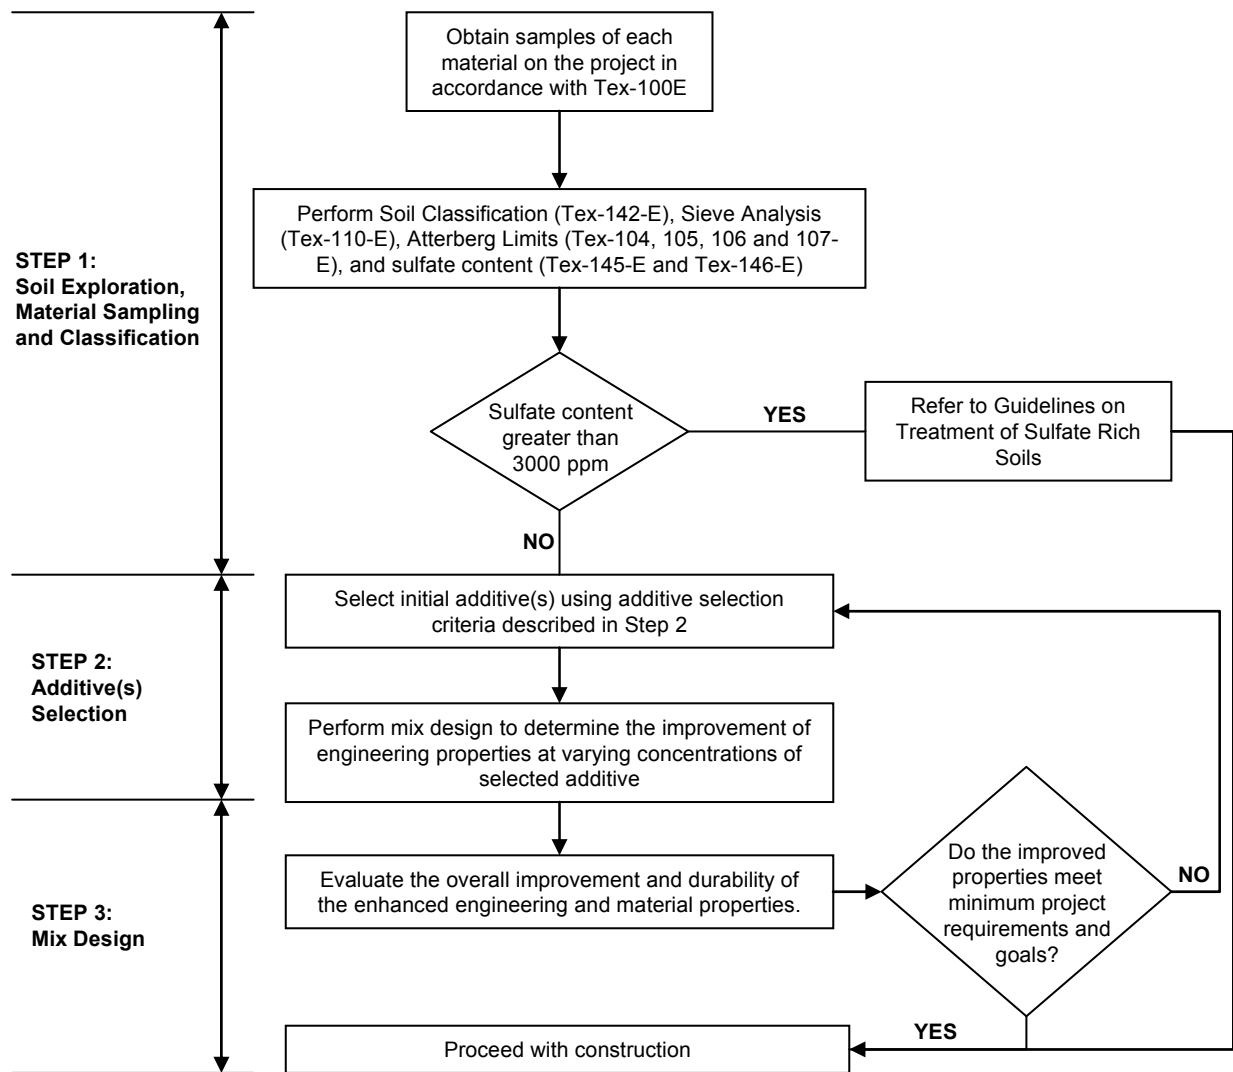 Obtain samples of each
material on the project in
accordance with Tex-100E
Perform Soil Classification (Tex-142-E), Sieve Analysis
(Tex-110-E), Atterberg Limits (Tex-104, 105, 106 and 107-
E), and sulfate content (Tex-145-E and Tex-146-E)
STEP 1:
Soil Exploration,
Material Sampling
and Classification
Sulfate content
greater than
3000 ppm
YES
Refer to Guidelines on
Treatment of Sulfate Rich
Soils
NO
Select initial additive(s) using additive selection
criteria described in Step 2
STEP 2:
Additive(s)
Selection
Perform mix design to determine the improvement of
engineering properties at varying concentrations of
selected additive
STEP 3:
Mix Design
Evaluate the overall improvement and durability of
the enhanced engineering and material properties.
Do the improved
properties meet
minimum project
requirements and
goals?
NO
YES
Proceed with construction